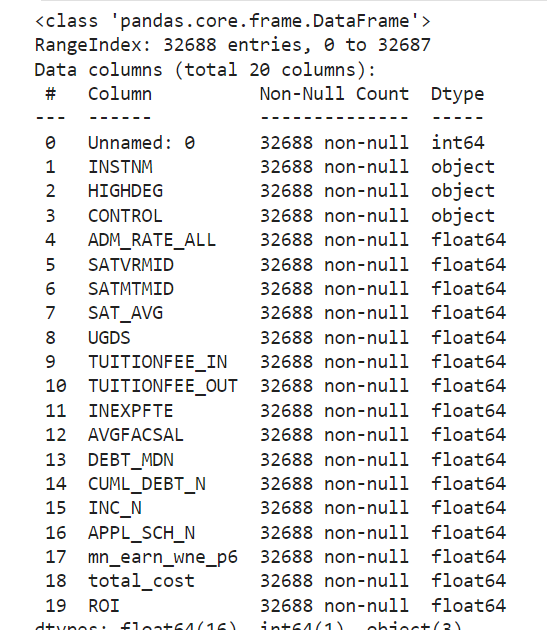 <class 'pandas.core.frame.DataFrame'>
RangeIndex: 32688 entries, 0 to 32687
Data columns (total 20 columns):
 #   Column          Non-Null Count  Dtype
---  ------          --------------  -----
 0   Unnamed: 0      32688 non-null  int64
 1   INSTNM          32688 non-null  object
 2   HIGHDEG         32688 non-null  object
 3   CONTROL         32688 non-null  object
 4   ADM_RATE_ALL    32688 non-null  float64
 5   SATVRMID        32688 non-null  float64
 6   SATMTMID        32688 non-null  float64
 7   SAT_AVG         32688 non-null  float64
 8   UGDS            32688 non-null  float64
 9   TUITIONFEE_IN   32688 non-null  float64
 10  TUITIONFEE_OUT  32688 non-null  float64
 11  INEXPFTE        32688 non-null  float64
 12  AVGFACSAL       32688 non-null  float64
 13  DEBT_MDN        32688 non-null  float64
 14  CUML_DEBT_N     32688 non-null  float64
 15  INC_N           32688 non-null  float64
 16  APPL_SCH_N      32688 non-null  float64
 17  mn_earn_wne_p6  32688 non-null  float64
 18  total_cost      32688 non-null  float64
 19  ROI             32688 non-null  float64
dtypes: float64(16), int64(1), object(3)